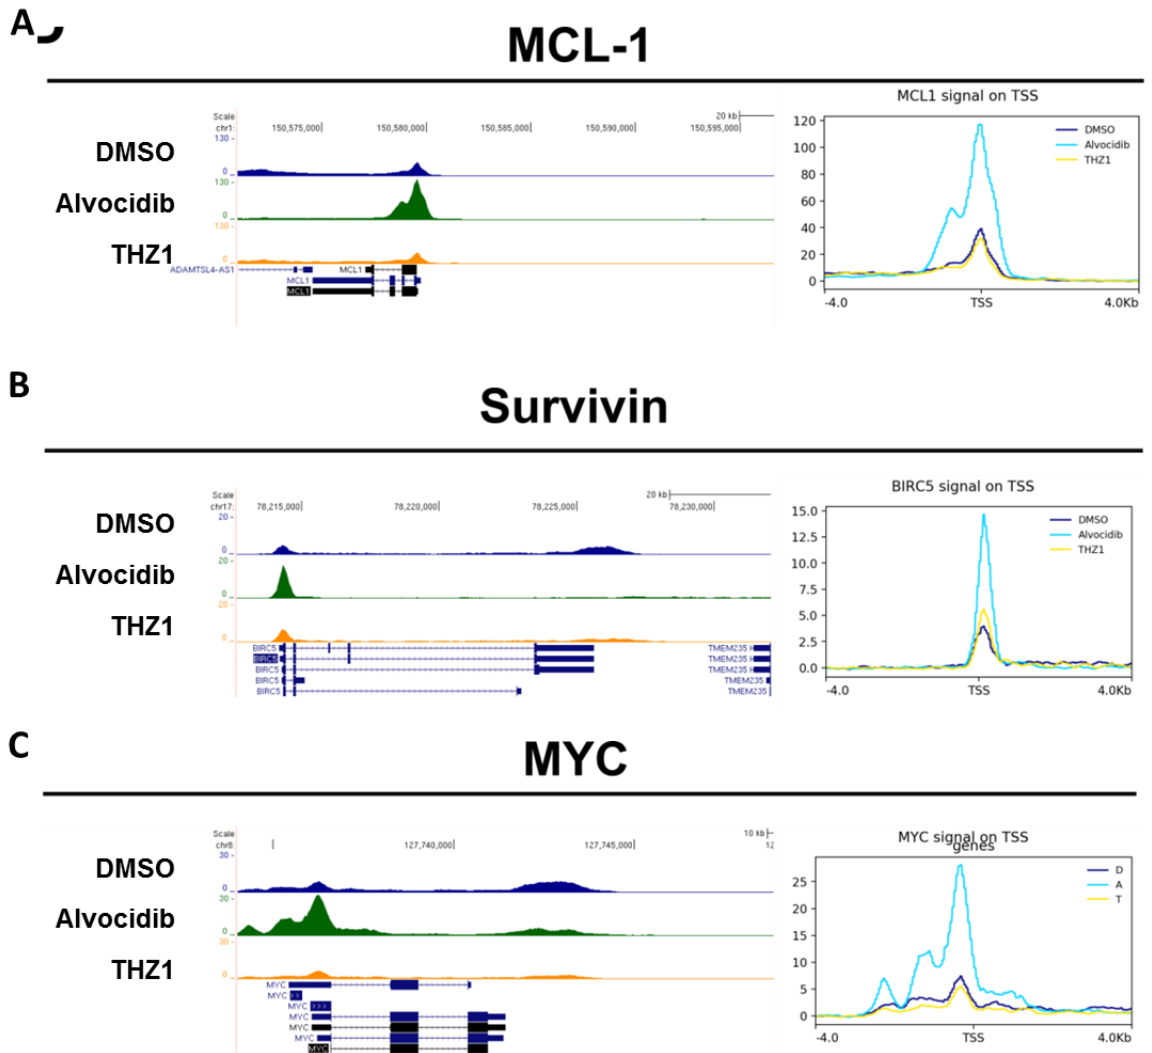 A
MCL-1
Scale 20 kb
chr1: 150,575,000 150,580,000 150,585,000 150,590,000 150,595,000
DMSO
130
0
Alvocidib
130
0
THZ1
130
0
ADAMTSL4-AS1 MCL1
MCL1
MCL1
MCL1 signal on TSS
120
100
80
60
40
20
0
DMSO
Alvocidib
THZ1
-4.0 TSS 4.0Kb
B
Survivin
Scale 20 kb
chr17: 78,215,000 78,220,000 78,225,000 78,230,000
DMSO
20
0
Alvocidib
20
0
THZ1
20
0
BIRC5 TMEM235
BIRC5 TMEM235
BIRC5 TMEM235
BIRC5 TMEM235
BIRC5 TMEM235
BIRC5 signal on TSS
15.0
12.5
10.0
7.5
5.0
2.5
0.0
DMSO
Alvocidib
THZ1
-4.0 TSS 4.0Kb
C
MYC
Scale 10 kb
chr8: 127,740,000 127,745,000 12
DMSO
30
0
Alvocidib
30
0
THZ1
30
0
MYC
MYC
MYC
MYC
MYC
MYC
MYC
MYC signal on TSS
genes
25
20
15
10
5
0
D
A
T
-4.0 TSS 4.0Kb